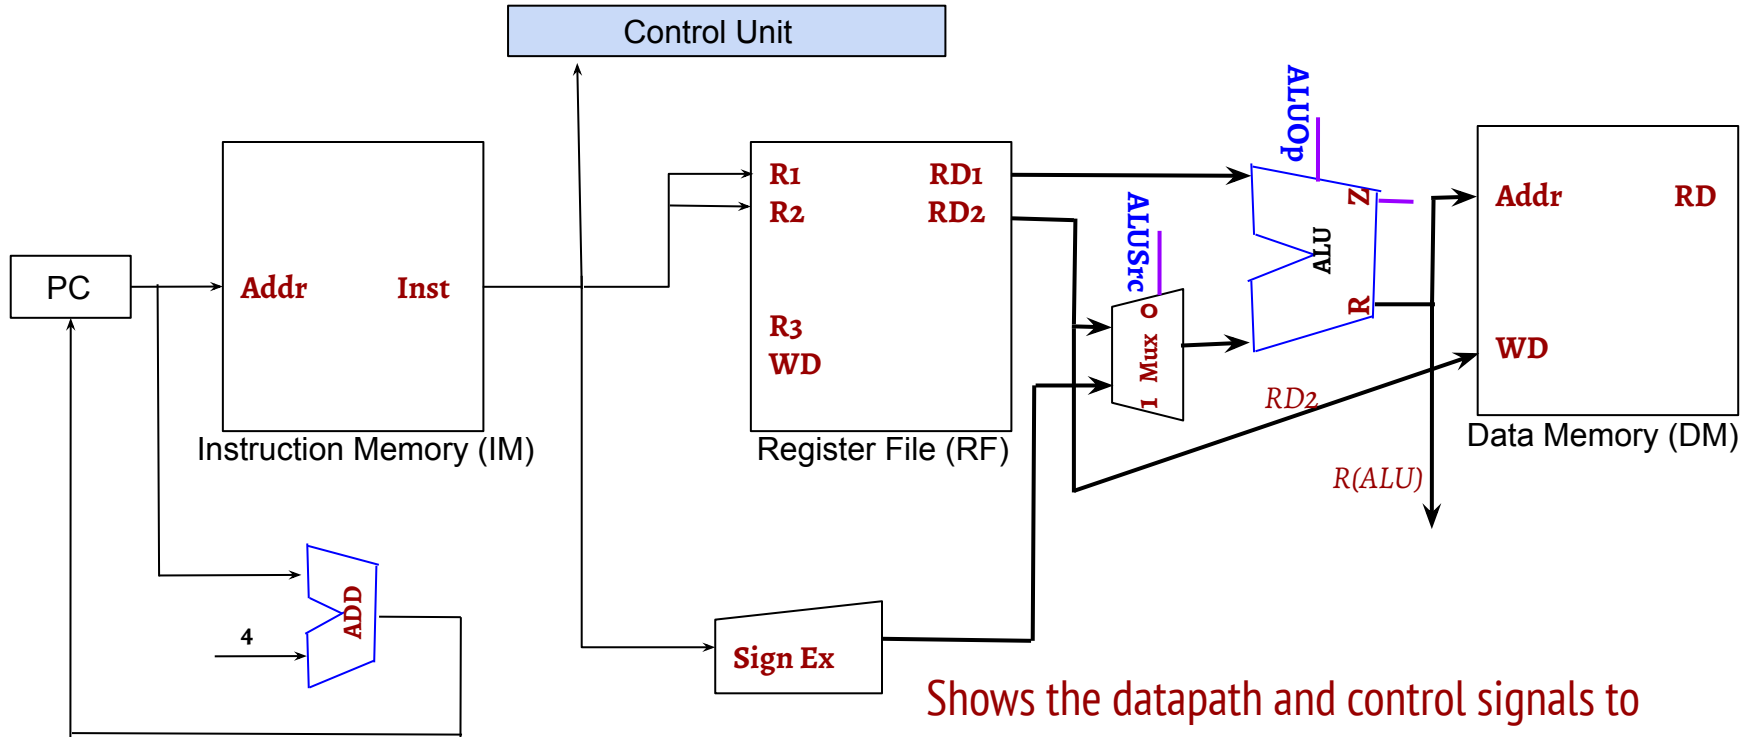 Control Unit
ALUOp
ALUSrc
R1
RD1
R2
RD2
Z
ALU
R
Addr
RD
PC
Addr
Inst
R3
WD
0
Mux
1
WD
RD2
Instruction Memory (IM)
Register File (RF)
Data Memory (DM)
R(ALU)
ADD
4
Sign Ex
Shows the datapath and control signals to